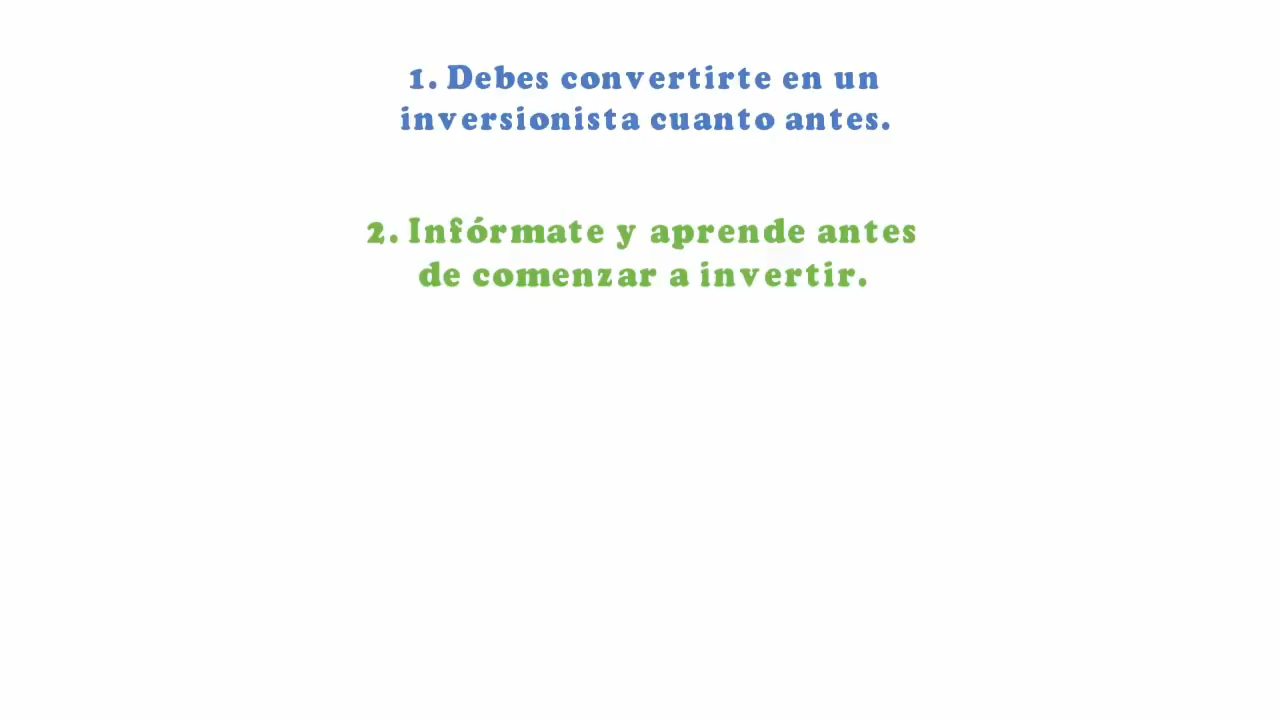 1. Debes convertirte en un
inversionista cuanto antes.
2. Infórmate y aprende antes
de comenzar a invertir.